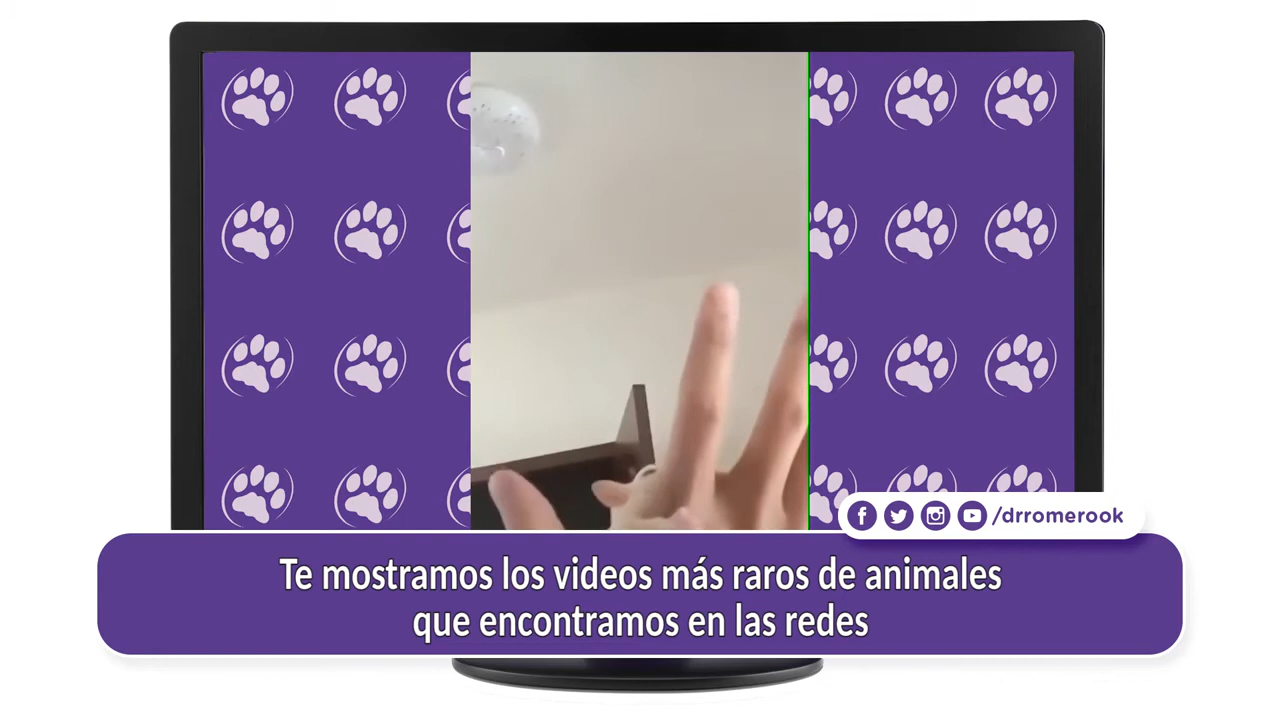 /drromerook
Te mostramos los videos más raros de animales
que encontramos en las redes